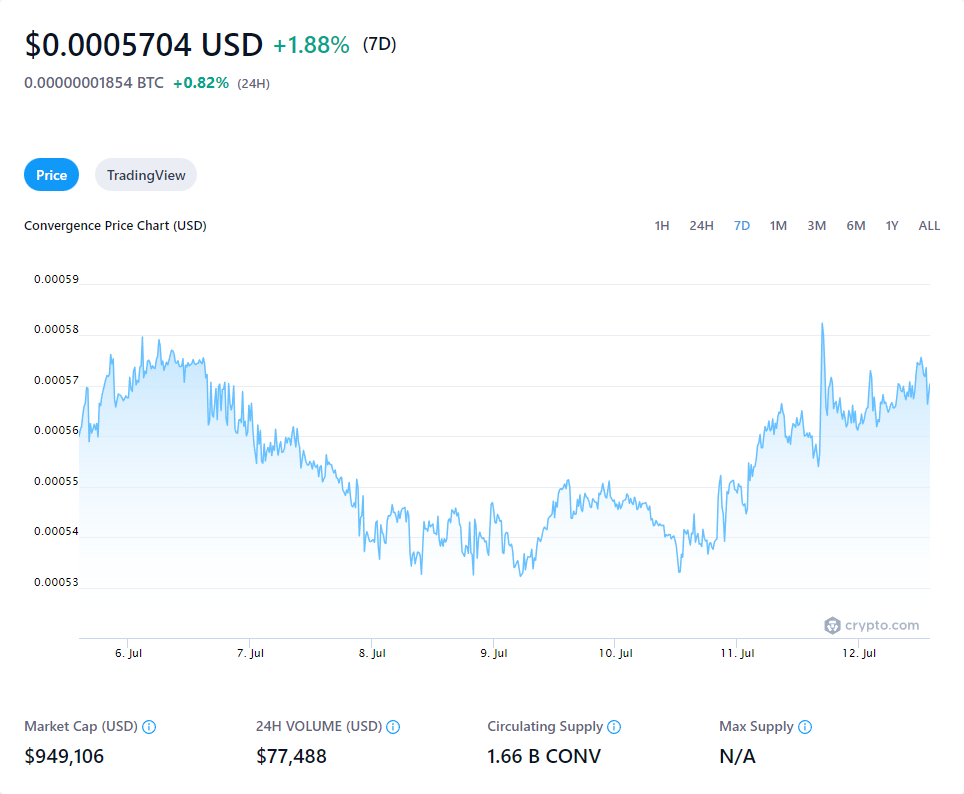 $0.0005704 USD +1.88% (7D)
0.00000001854 BTC +0.82% (24H)
Price TradingView
Convergence Price Chart (USD) 1H 24H 7D 1M 3M 6M 1Y ALL
0.00059
0.00058
0.00057
0.00056
0.00055
0.00054
0.00053
crypto.com
6. Jul 7. Jul 8. Jul 9. Jul 10. Jul 11. Jul 12. Jul
Market Cap (USD) 24H VOLUME (USD) Circulating Supply Max Supply
$949,106 $77,488 1.66 B CONV N/A